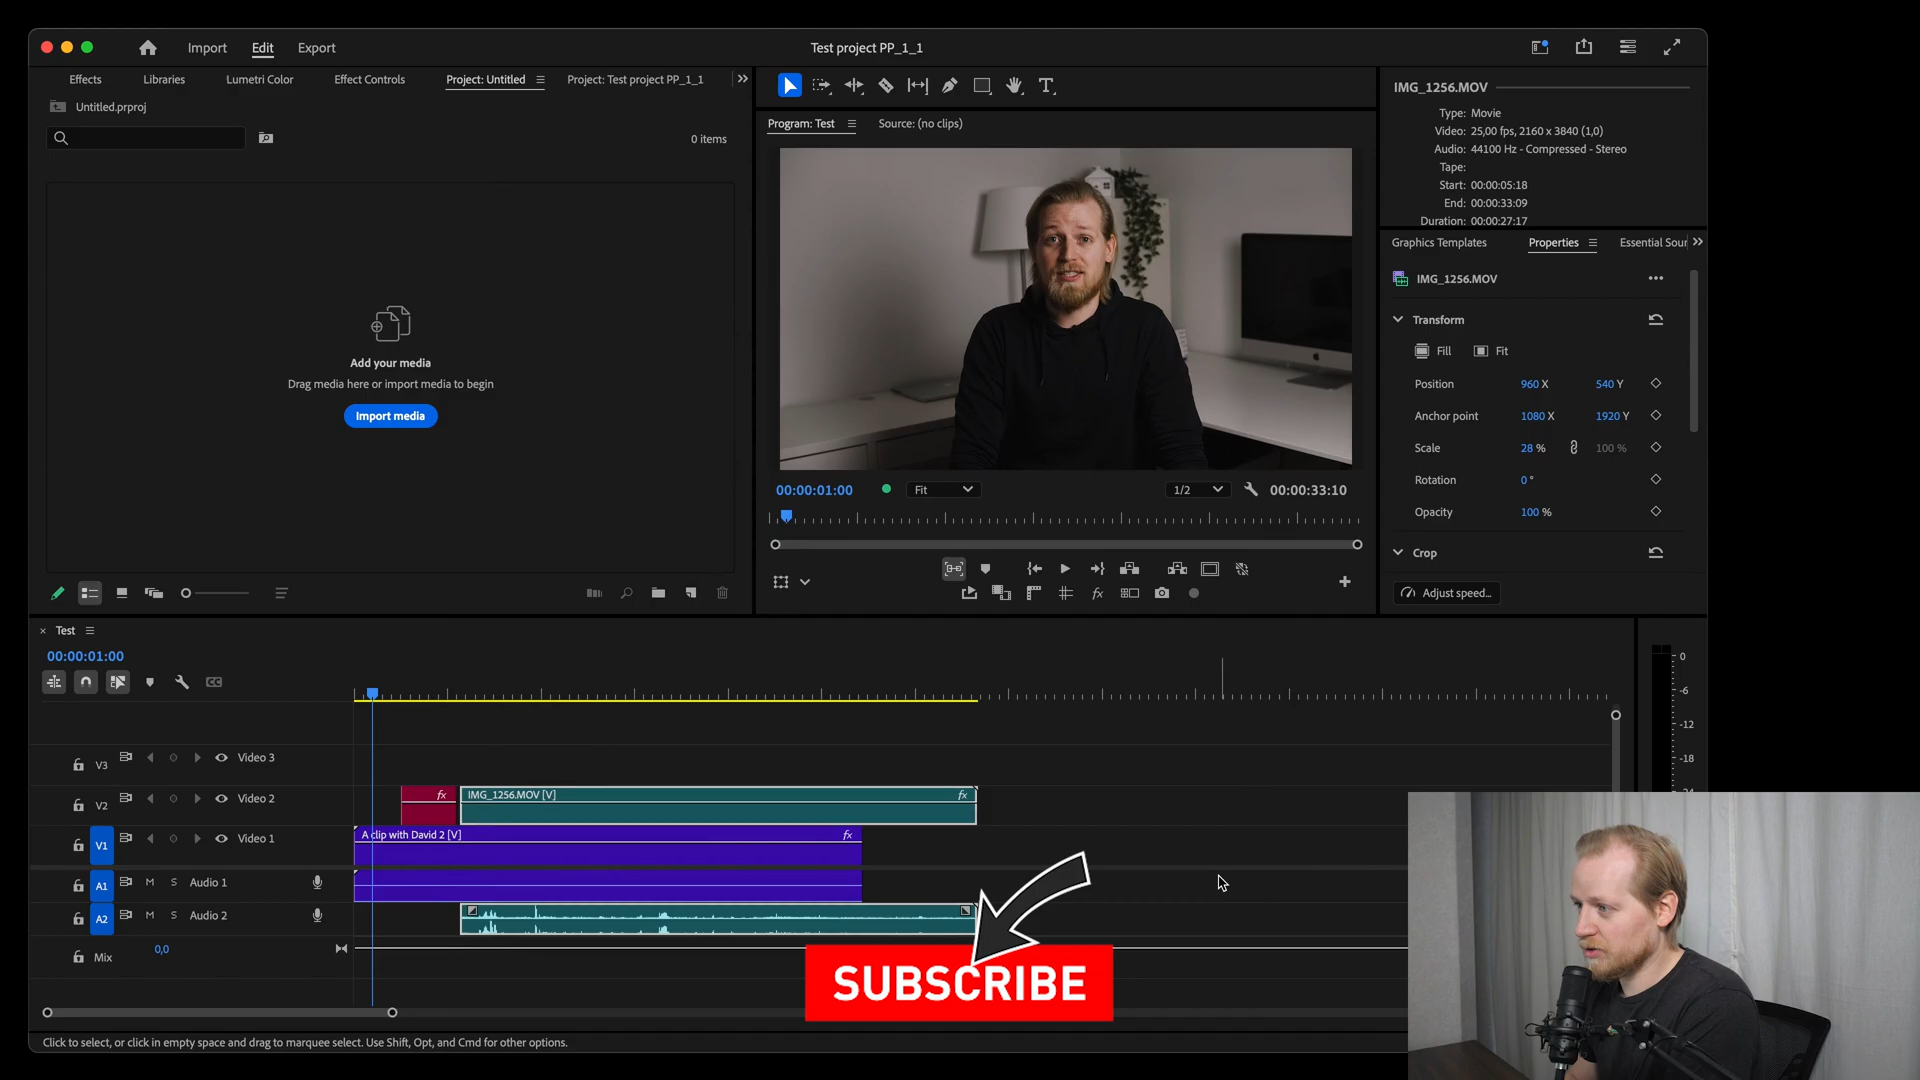 Import
Edit
Export
Test project PP_1_1
Effects
Libraries
Lumetri Color
Effect Controls
Project: Untitled
Project: Test project PP_1_1
Untitled.prproj
0 items
Add your media
Drag media here or import media to begin
Import media
Program: Test
Source: (no clips)
00:00:01:00
Fit
1/2
00:00:33:10
IMG_1256.MOV
Type: Movie
Video: 25,00 fps, 2160 x 3840 (1,0)
Audio: 44100 Hz - Compressed - Stereo
Tape:
Start: 00:00:05:18
End: 00:00:33:09
Duration: 00:00:27:17
Graphics Templates
Properties
Essential Sour
IMG_1256.MOV
Transform
Fill
Fit
Position 960 X 540 Y
Anchor point 1080 X 1920 Y
Scale 28 % 100 %
Rotation 0 °
Opacity 100 %
Crop
Adjust speed...
× Test
00:00:01:00
CC
V3 Video 3
V2 Video 2
V1 Video 1
A1 M S Audio 1
A2 M S Audio 2
Mix 0,0
fx
IMG_1256.MOV [V] fx
A clip with David 2 [V] fx
0
-6
-12
-18
SUBSCRIBE
Click to select, or click in empty space and drag to marquee select. Use Shift, Opt, and Cmd for other options.